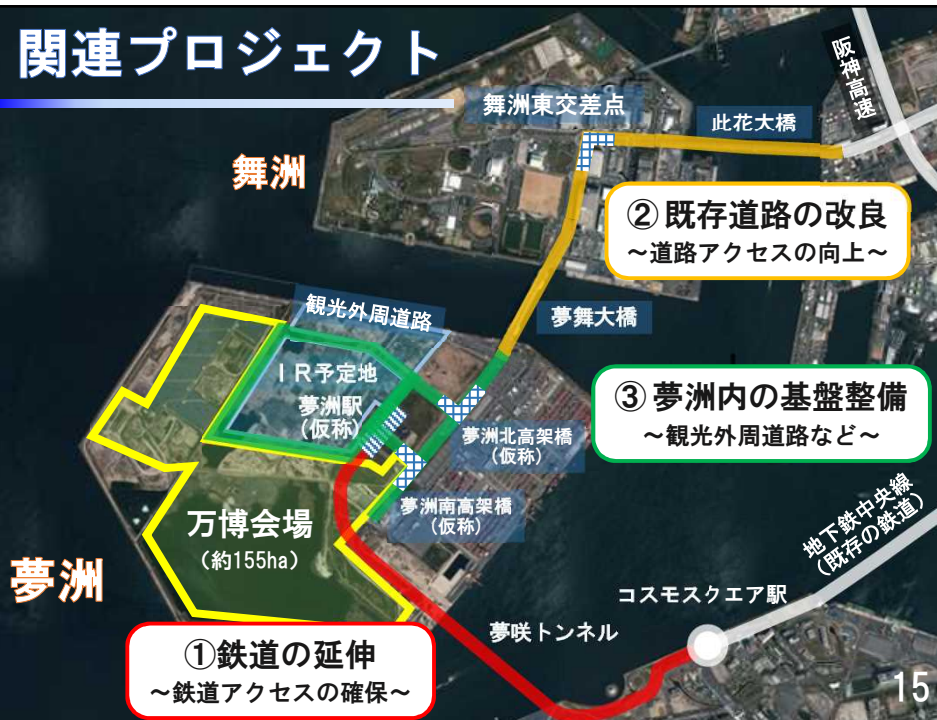 関連プロジェクト
阪神高速
舞洲東交差点
此花大橋
舞洲
②既存道路の改良
～道路アクセスの向上～
観光外周道路
夢舞大橋
ＩＲ予定地
夢洲駅
(仮称)
③夢洲内の基盤整備
～観光外周道路など～
夢洲北高架橋
(仮称)
夢洲南高架橋
(仮称)
万博会場
(約155ha)
地下鉄中央線
(既存の鉄道)
夢洲
コスモスクエア駅
夢咲トンネル
①鉄道の延伸
～鉄道アクセスの確保～
15